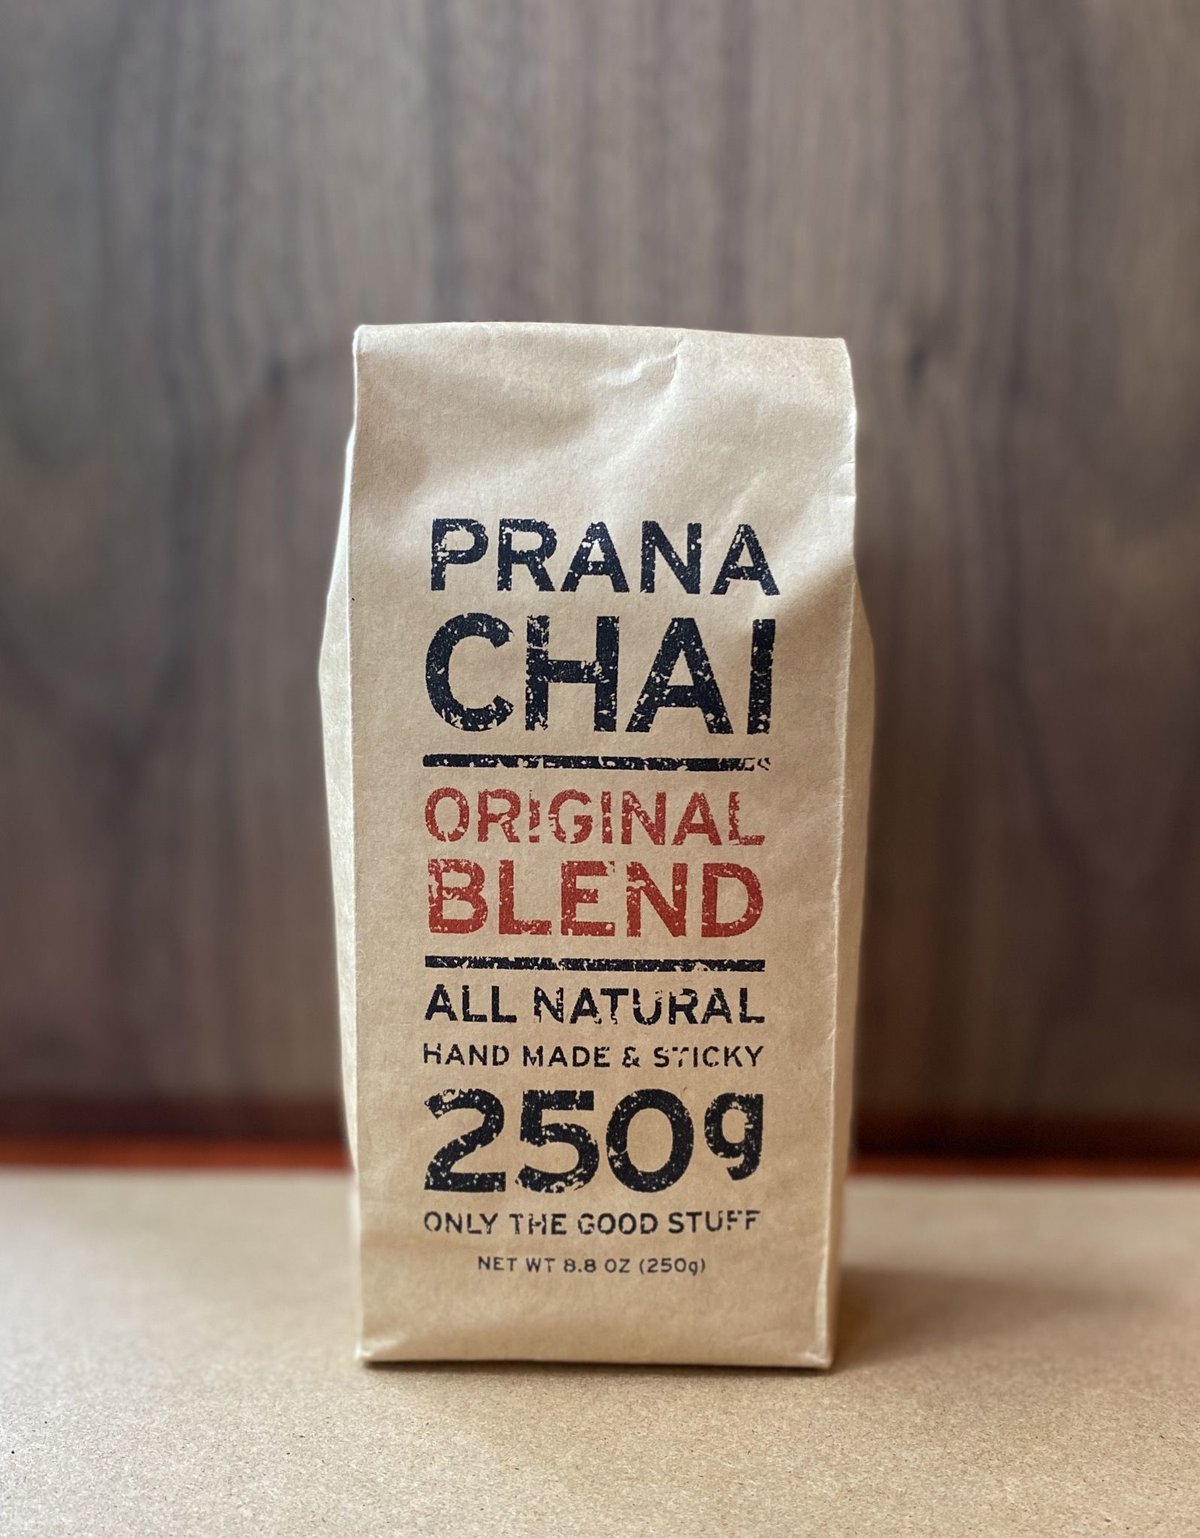 PRANA
CHAI
ORIGINAL
BLEND
ALL NATURAL
HAND MADE & STICKY
250g
ONLY THE GOOD STUFF
NET WT 8.8 OZ (250g)